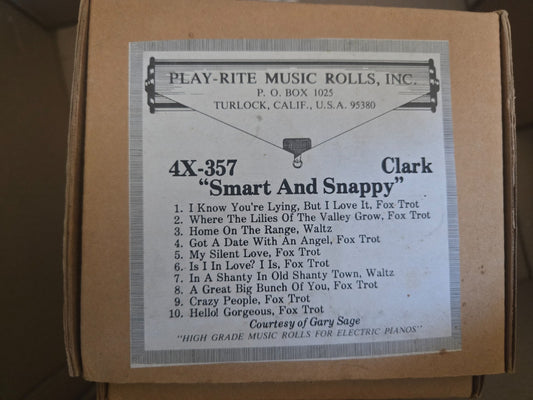 PLAY-RITE MUSIC ROLLS, INC.
P. O. BOX 1025
TURLOCK, CALIF., U.S.A. 95380
4X-357 Clark
"Smart And Snappy"
1. I Know You're Lying, But I Love It, Fox Trot
2. Where The Lilies Of The Valley Grow, Fox Trot
3. Home On The Range, Waltz
4. Got A Date With An Angel, Fox Trot
5. My Silent Love, Fox Trot
6. Is I In Love? I Is, Fox Trot
7. In A Shanty In Old Shanty Town, Waltz
8. A Great Big Bunch Of You, Fox Trot
9. Crazy People, Fox Trot
10. Hello! Gorgeous, Fox Trot
Courtesy of Gary Sage
"HIGH GRADE MUSIC ROLLS FOR ELECTRIC PIANOS"